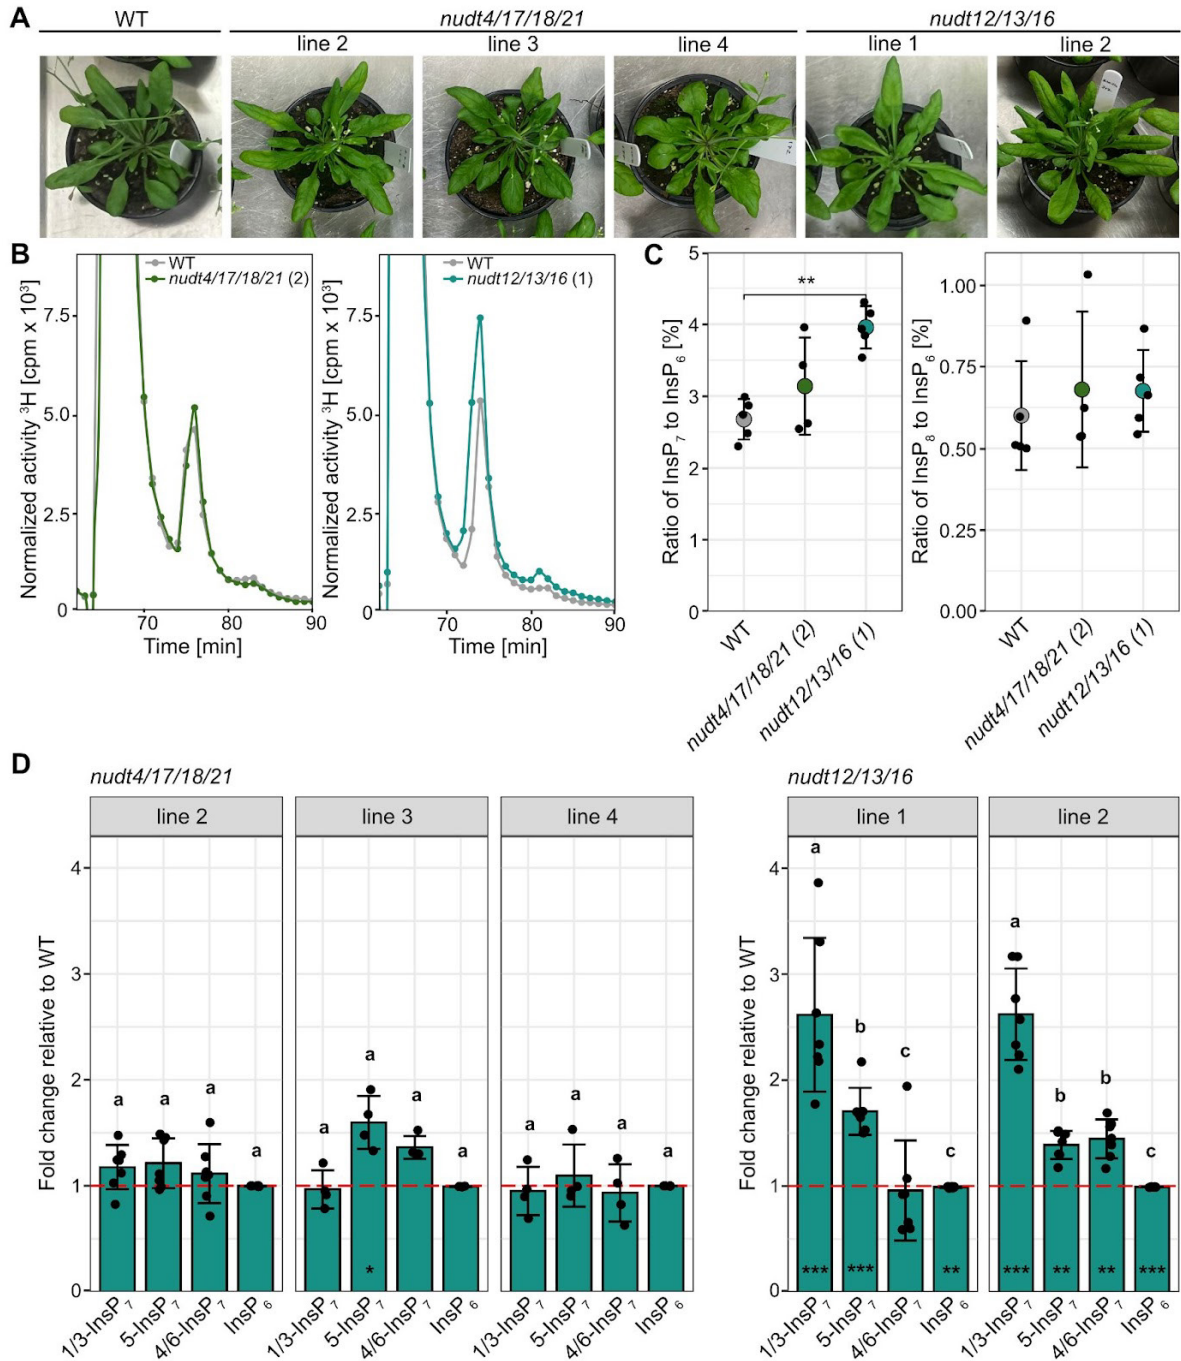 A
WT nudt4/17/18/21 nudt12/13/16
line 2 line 3 line 4 line 1 line 2
B
WT
nudt4/17/18/21 (2)
Normalized activity ³H [cpm x 10³]
7.5
5.0
2.5
0
70 80 90
Time [min]
WT
nudt12/13/16 (1)
Normalized activity ³H [cpm x 10³]
7.5
5.0
2.5
0
70 80 90
Time [min]
C
Ratio of InsP₇ to InsP₆ [%]
5
4
3
2
1
0
**
WT
nudt4/17/18/21 (2)
nudt12/13/16 (1)
Ratio of InsP₈ to InsP₆ [%]
1.00
0.75
0.50
0.25
0.00
WT
nudt4/17/18/21 (2)
nudt12/13/16 (1)
D
nudt4/17/18/21
line 2 line 3 line 4
Fold change relative to WT
4
3
2
1
0
a a a a
a a a a
a a a a
*
1/3-InsP₇ 5-InsP₇ 4/6-InsP₇ InsP₆
1/3-InsP₇ 5-InsP₇ 4/6-InsP₇ InsP₆
1/3-InsP₇ 5-InsP₇ 4/6-InsP₇ InsP₆
nudt12/13/16
line 1 line 2
Fold change relative to WT
4
3
2
1
0
a b c c
a b b c
*** *** **
*** ** ** ***
1/3-InsP₇ 5-InsP₇ 4/6-InsP₇ InsP₆
1/3-InsP₇ 5-InsP₇ 4/6-InsP₇ InsP₆